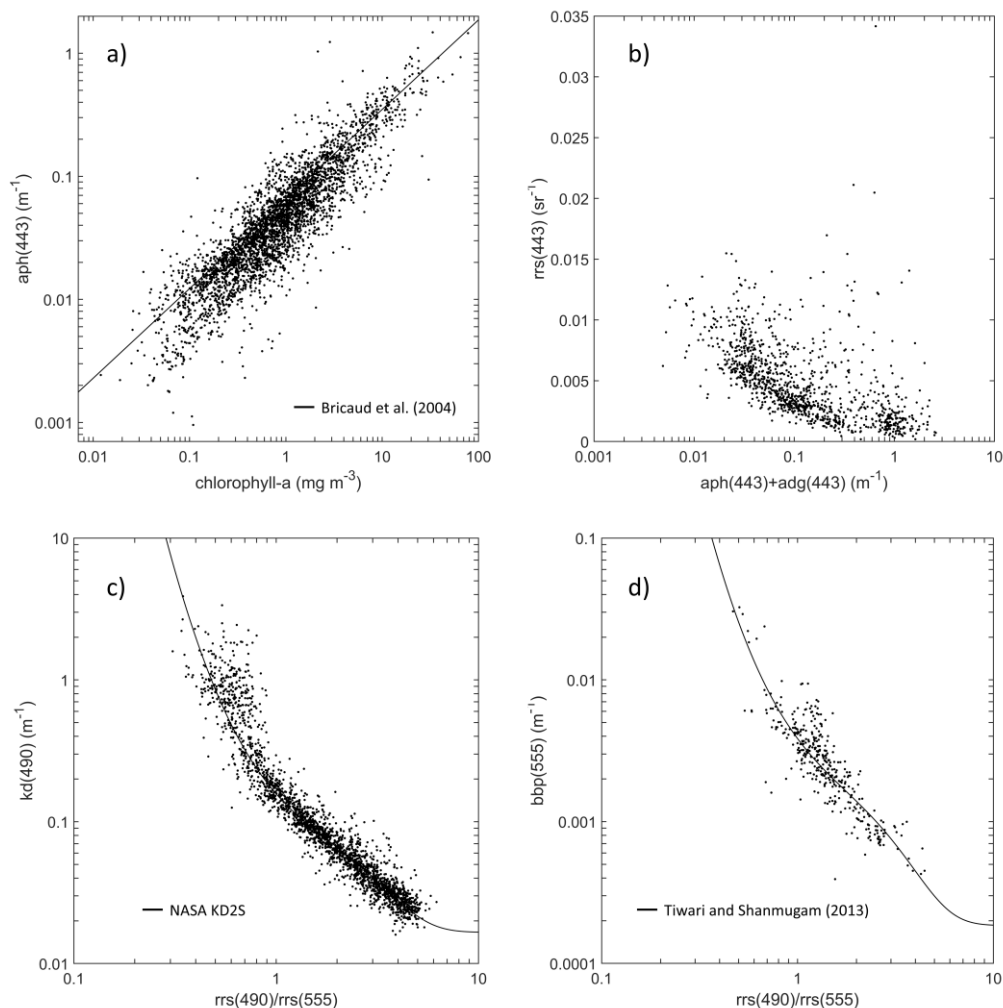 a)
1
0.1
0.01
0.001
aph(443) (m⁻¹)
0.01 0.1 1 10 100
chlorophyll-a (mg m⁻³)
Bricaud et al. (2004)
b)
0.035
0.03
0.025
0.02
0.015
0.01
0.005
0
rrs(443) (sr⁻¹)
0.001 0.01 0.1 1 10
aph(443)+adg(443) (m⁻¹)
c)
10
1
0.1
0.01
kd(490) (m⁻¹)
NASA KD2S
0.1 1 10
rrs(490)/rrs(555)
d)
0.1
0.01
0.001
0.0001
bbp(555) (m⁻¹)
Tiwari and Shanmugam (2013)
0.1 1 10
rrs(490)/rrs(555)